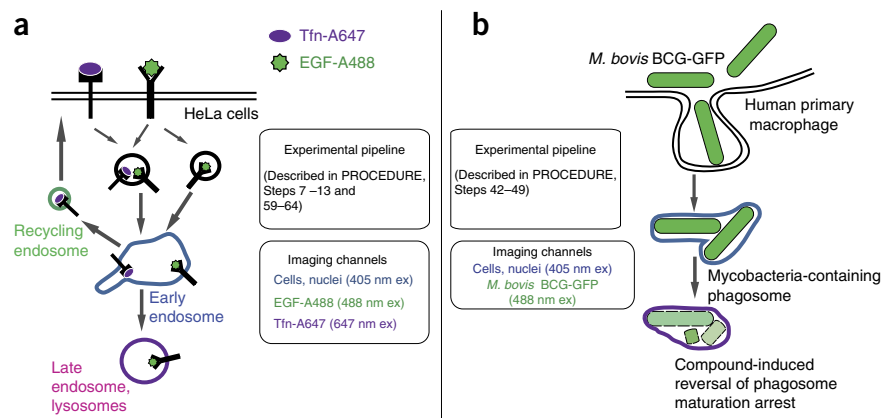 a
Tfn-A647
EGF-A488
HeLa cells
Recycling
endosome
Early
endosome
Late
endosome,
lysosomes
Experimental pipeline
(Described in PROCEDURE,
Steps 7 –13 and
59–64)
Imaging channels
Cells, nuclei (405 nm ex)
EGF-A488 (488 nm ex)
Tfn-A647 (647 nm ex)
b
M. bovis BCG-GFP
Human primary
macrophage
Experimental pipeline
(Described in PROCEDURE,
Steps 42–49)
Imaging channels
Cells, nuclei (405 nm ex)
M. bovis BCG-GFP
(488 nm ex)
Mycobacteria-containing
phagosome
Compound-induced
reversal of phagosome
maturation arrest